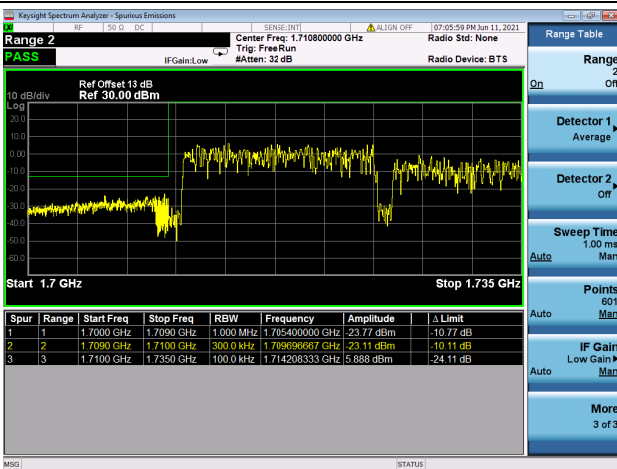 Keysight Spectrum Analyzer - Spurious Emissions
RF 50 Ω DC SENSE:INT ALIGN OFF 07:05:59 PM Jun 11, 2021
Range 2 Center Freq: 1.710800000 GHz Radio Std: None
Trig: Free Run
PASS IFGain:Low #Atten: 32 dB Radio Device: BTS
Ref Offset 13 dB
10 dB/div Ref 30.00 dBm
Log
20.0
10.0
0.00
-10.0
-20.0
-30.0
-40.0
-50.0
-60.0
Start 1.7 GHz Stop 1.735 GHz
Spur Range Start Freq Stop Freq RBW Frequency Amplitude Δ Limit
1 1 1.7000 GHz 1.7090 GHz 1.000 MHz 1.705400000 GHz -23.77 dBm -10.77 dB
2 2 1.7090 GHz 1.7100 GHz 300.0 kHz 1.709696667 GHz -23.11 dBm -10.11 dB
3 3 1.7100 GHz 1.7350 GHz 100.0 kHz 1.714208333 GHz 5.888 dBm -24.11 dB
Range Table
Range
2
On Off
Detector 1
Average
Detector 2
Off
Sweep Time
1.00 ms
Auto Man
Points
601
Auto Man
IF Gain
Low Gain
Auto Man
More
3 of 3
MSG STATUS